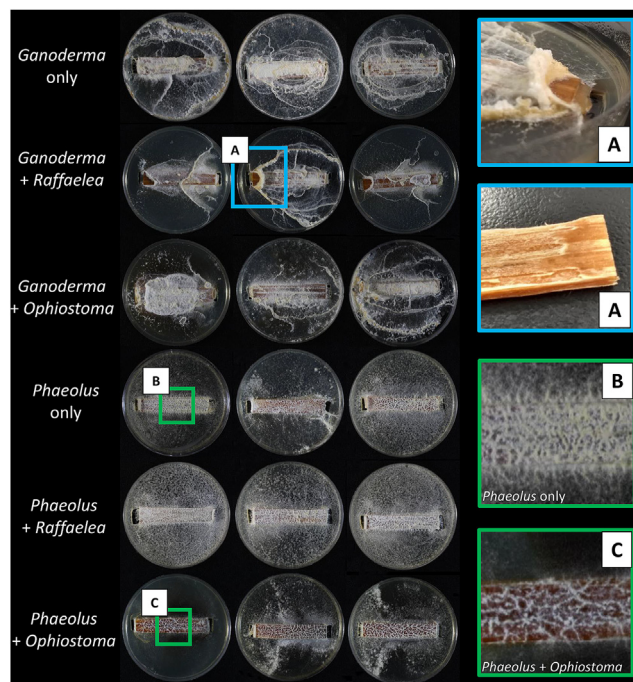 Ganoderma
only
A
Ganoderma
+ Raffaelea
A
A
Ganoderma
+ Ophiostoma
Phaeolus
only
B
B
Phaeolus only
Phaeolus
+ Raffaelea
Phaeolus
+ Ophiostoma
C
C
Phaeolus + Ophiostoma